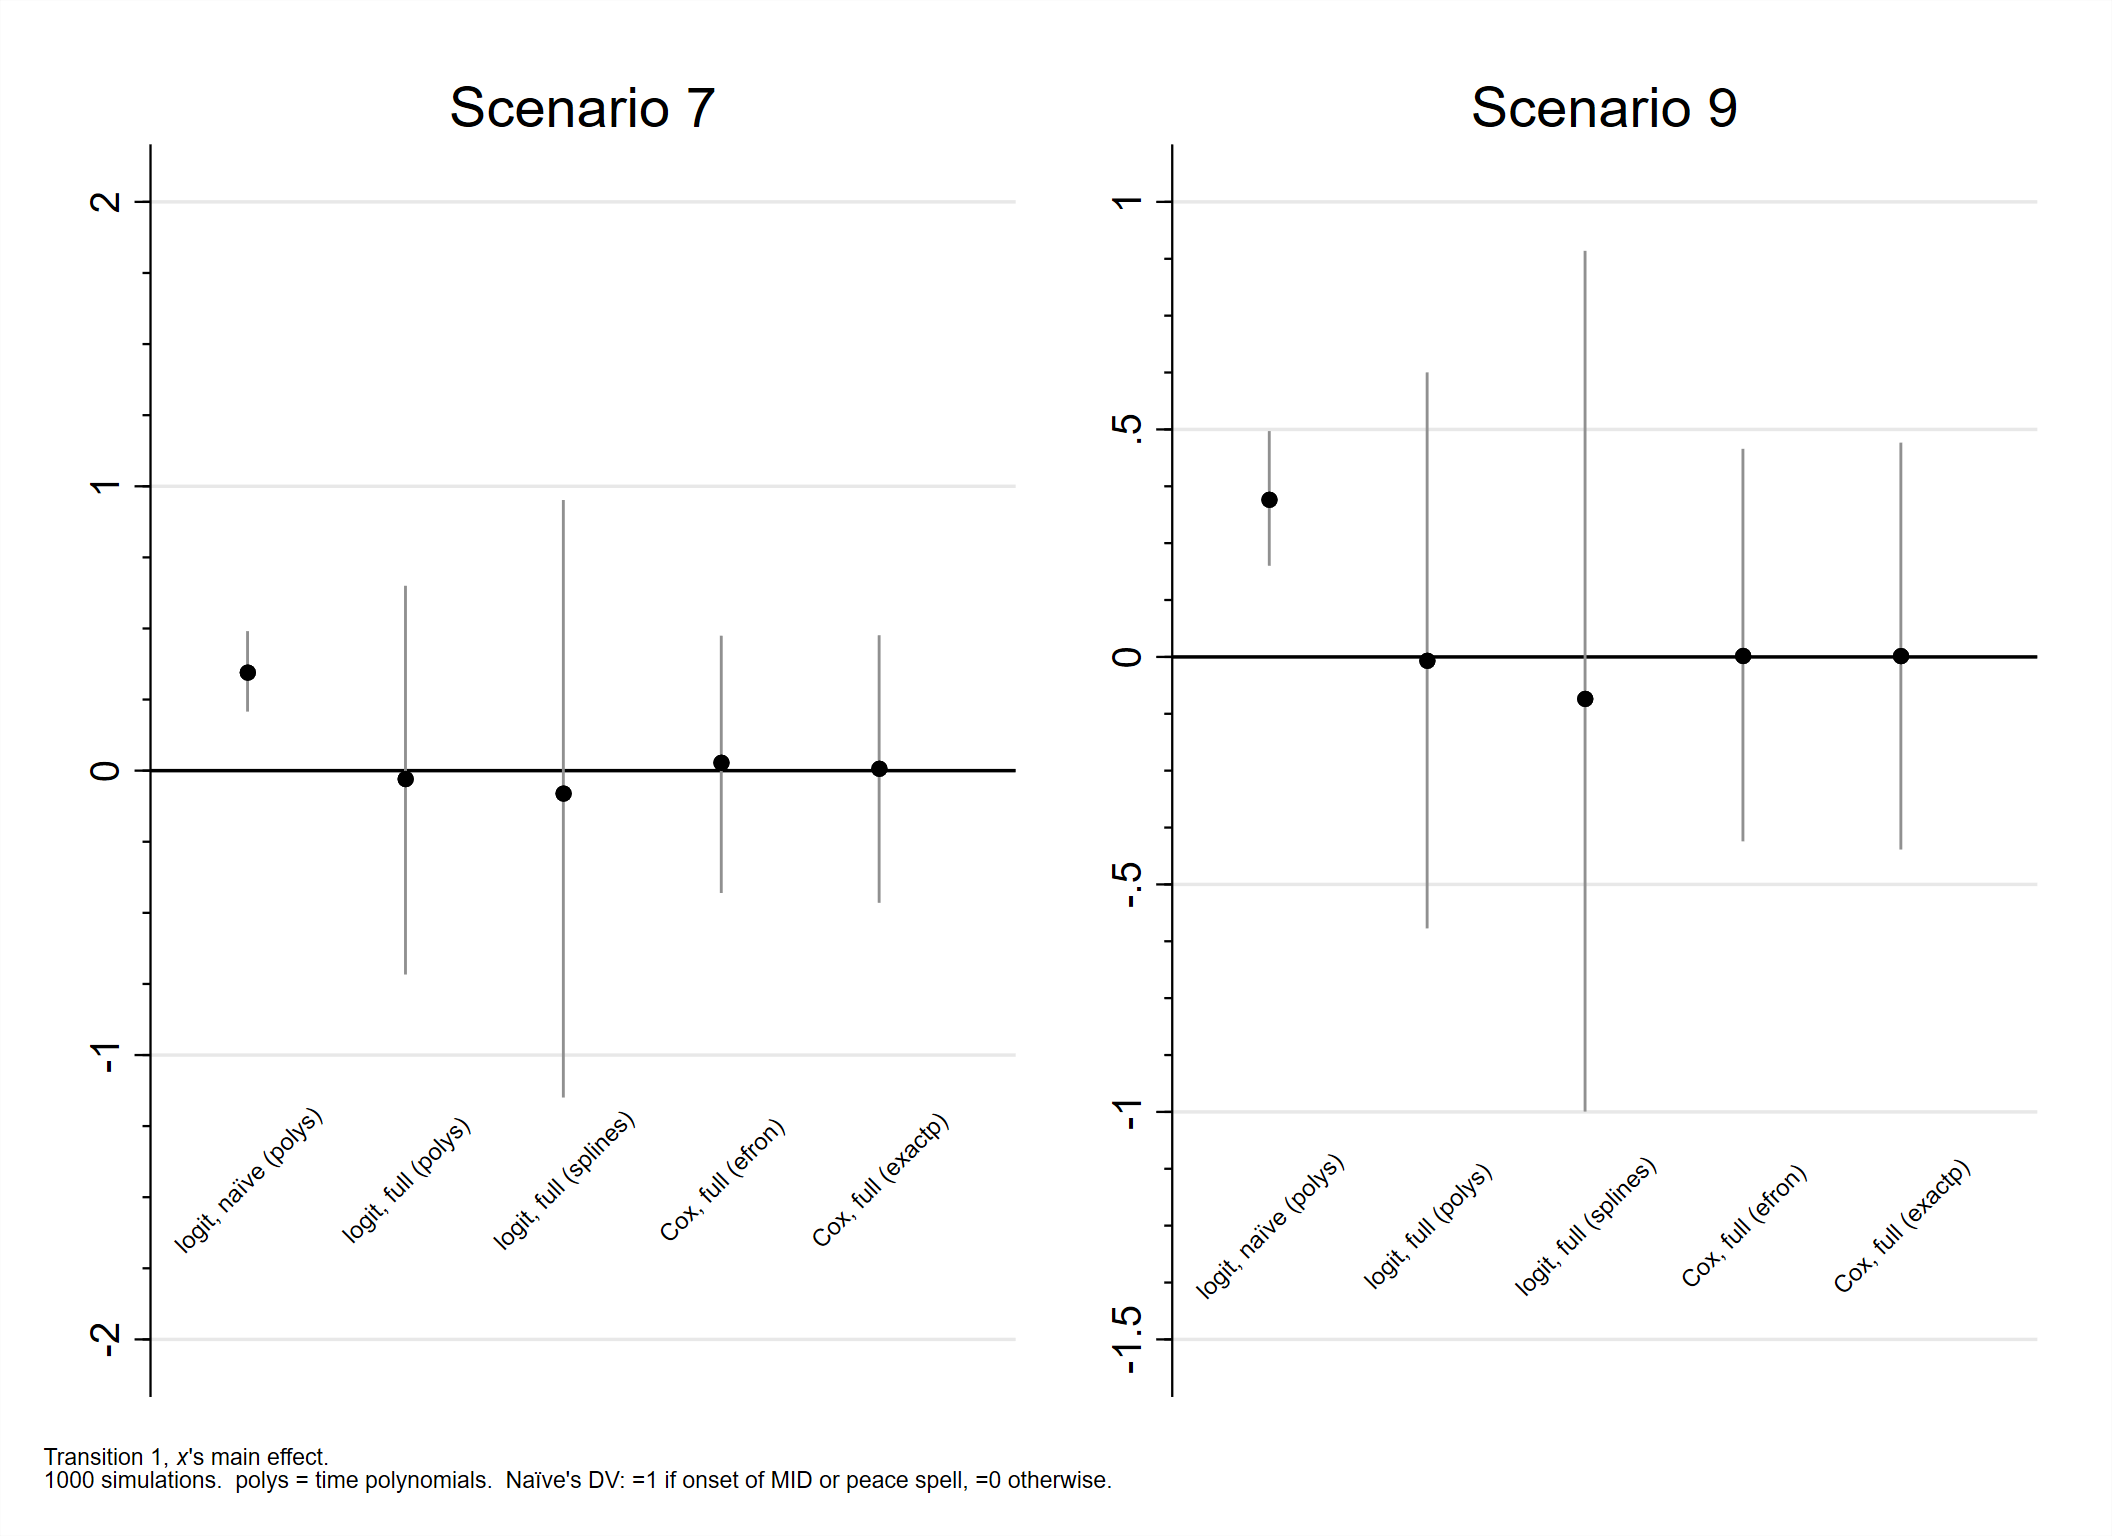 Scenario 7
2
1
0
-1
-2
logit, naïve (polys)
logit, full (polys)
logit, full (splines)
Cox, full (efron)
Cox, full (exactp)
Scenario 9
1
.5
0
-.5
-1
-1.5
logit, naïve (polys)
logit, full (polys)
logit, full (splines)
Cox, full (efron)
Cox, full (exactp)
Transition 1, x's main effect.
1000 simulations.  polys = time polynomials.  Naïve's DV: =1 if onset of MID or peace spell, =0 otherwise.